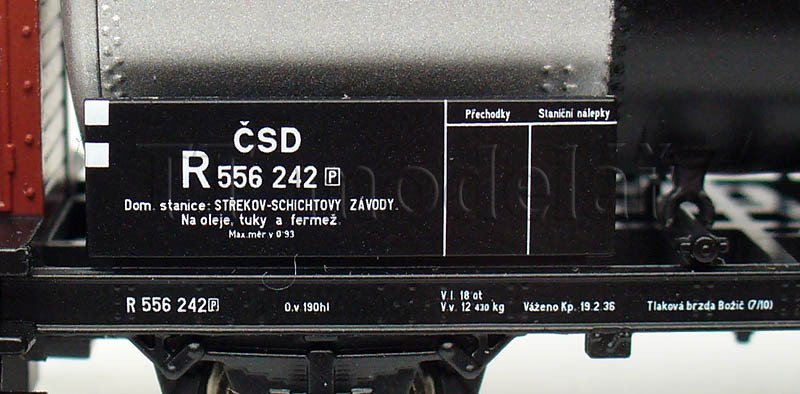 ČSD
R 556 242 P
Dom. stanice: STŘEKOV-SCHICHTOVY ZÁVODY.
Na oleje, tuky a fermež.
Max. měr v 0'93
Přechodky
Staniční nálepky
R 556 242 P
O.v 190hl
V.l. 18 ot
V.v. 12 430 kg
Váženo Kp. 19.2.36
Tlaková brzda Božič (7/10)